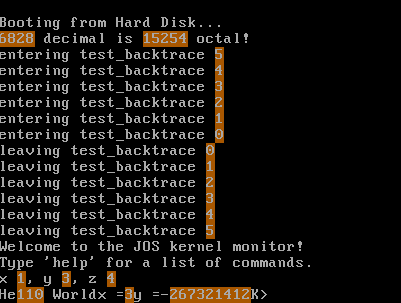 Booting from Hard Disk...
6828 decimal is 15254 octal!
entering test_backtrace 5
entering test_backtrace 4
entering test_backtrace 3
entering test_backtrace 2
entering test_backtrace 1
entering test_backtrace 0
leaving test_backtrace 0
leaving test_backtrace 1
leaving test_backtrace 2
leaving test_backtrace 3
leaving test_backtrace 4
leaving test_backtrace 5
Welcome to the JOS kernel monitor!
Type 'help' for a list of commands.
x 1, y 3, z 4
He110 Worldx =3y =-267321412K>